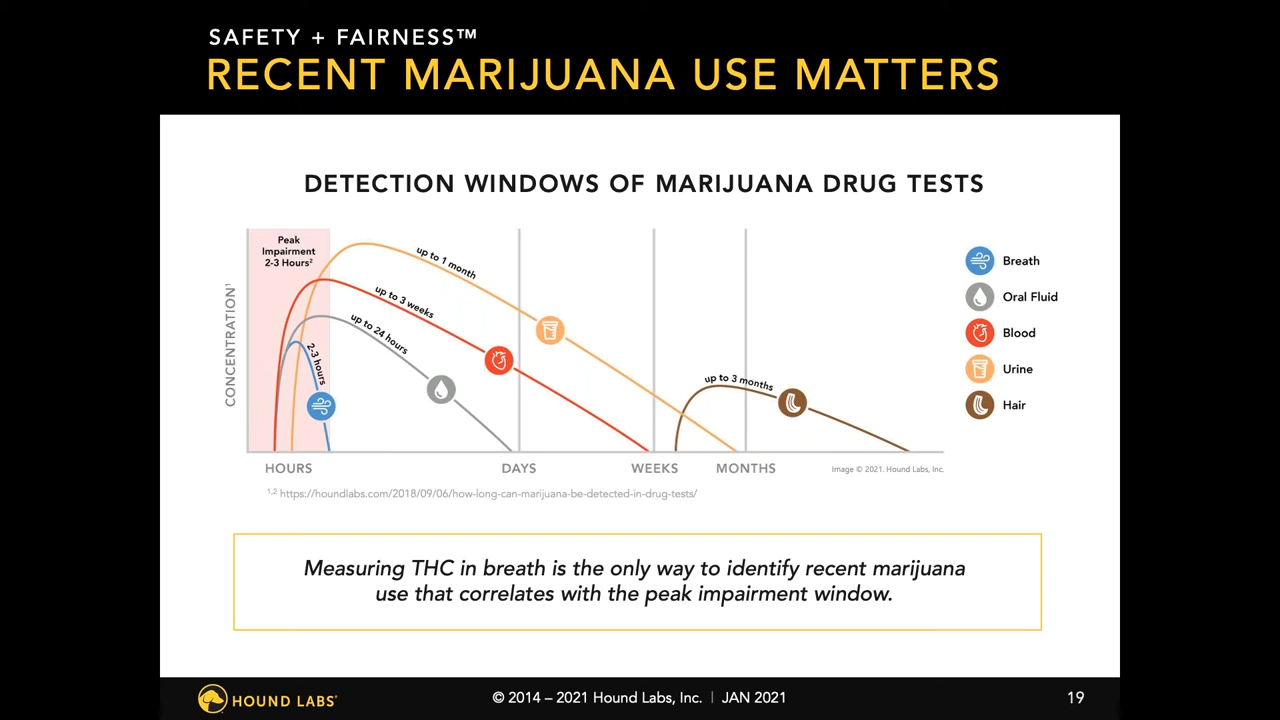 SAFETY + FAIRNESS™
RECENT MARIJUANA USE MATTERS
DETECTION WINDOWS OF MARIJUANA DRUG TESTS
Peak
Impairment
2-3 Hours²
CONCENTRATION¹
up to 1 month
up to 3 weeks
up to 24 hours
2-3 hours
up to 3 months
Breath
Oral Fluid
Blood
Urine
Hair
HOURS
DAYS
WEEKS
MONTHS
Image © 2021. Hound Labs, Inc.
¹,² https://houndlabs.com/2018/09/06/how-long-can-marijuana-be-detected-in-drug-tests/
Measuring THC in breath is the only way to identify recent marijuana
use that correlates with the peak impairment window.
HOUND LABS®
© 2014 – 2021 Hound Labs, Inc. | JAN 2021
19